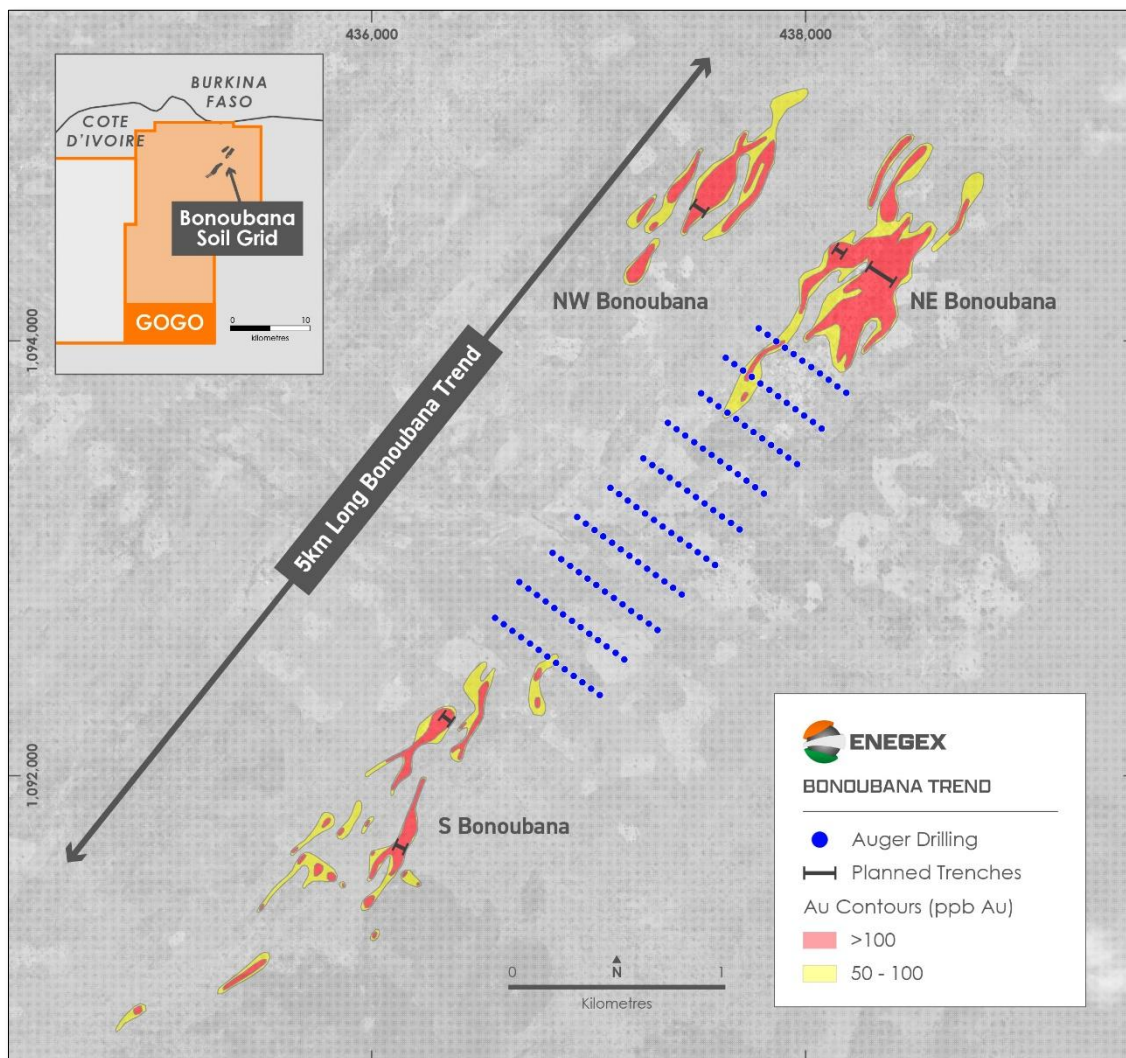 436,000
438,000
1,094,000
1,092,000
BURKINA
FASO
COTE
D'IVOIRE
Bonoubana
Soil Grid
GOGO
0 10
kilometres
5km Long Bonoubana Trend
NW Bonoubana
NE Bonoubana
S Bonoubana
0 1
N
Kilometres
ENEGEX
BONOUBANA TREND
Auger Drilling
Planned Trenches
Au Contours (ppb Au)
>100
50 - 100